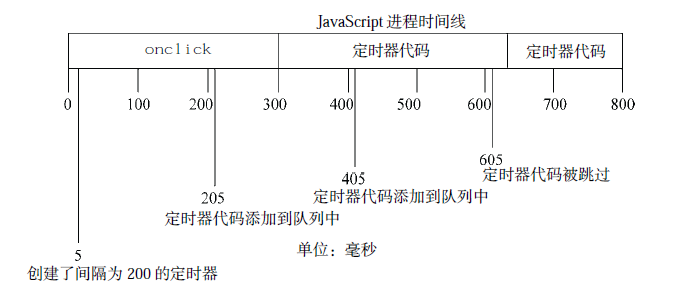 JavaScript 进程时间线
onclick 定时器代码 定时器代码
0 100 200 300 400 500 600 700 800
605
定时器代码被跳过
405
定时器代码添加到队列中
205
定时器代码添加到队列中
单位：毫秒
5
创建了间隔为 200 的定时器